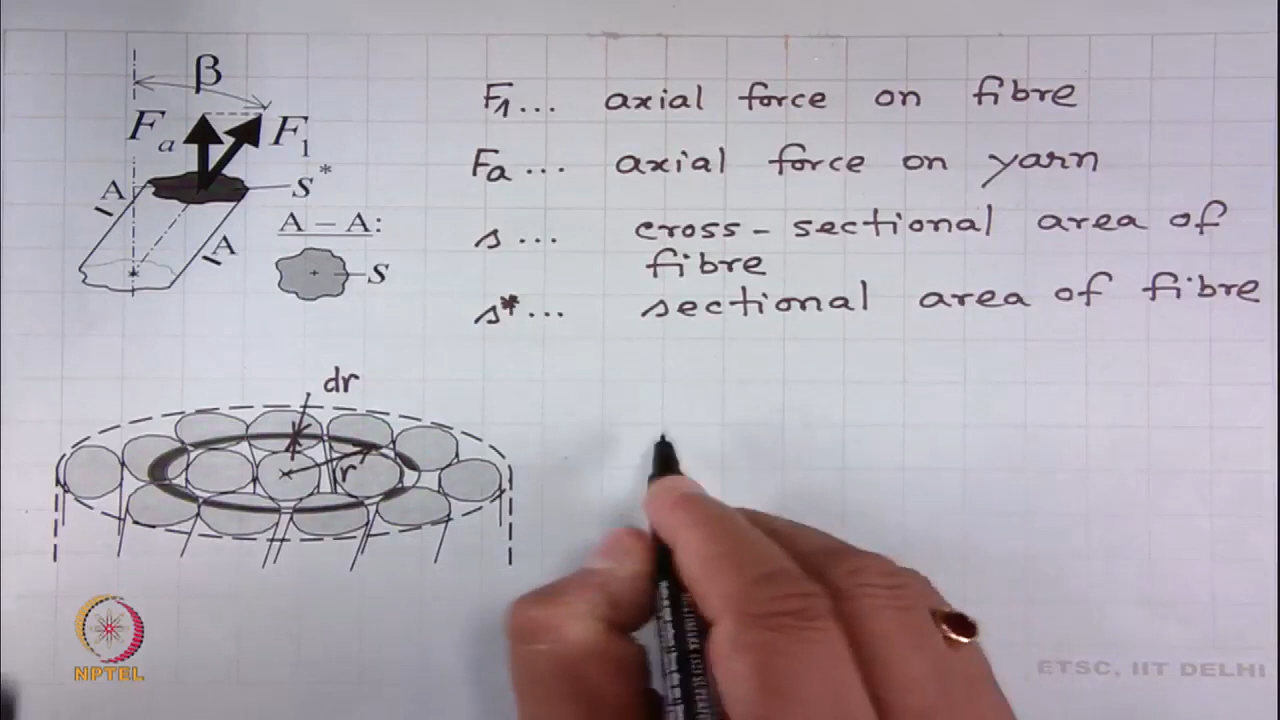 β
Fₐ
F₁
A
S*
A – A:
A
S
F₁... axial force on fibre
Fa... axial force on yarn
s... cross-sectional area of
fibre
s*... sectional area of fibre
dr
r
NPTEL
ETSC, IIT DELHI